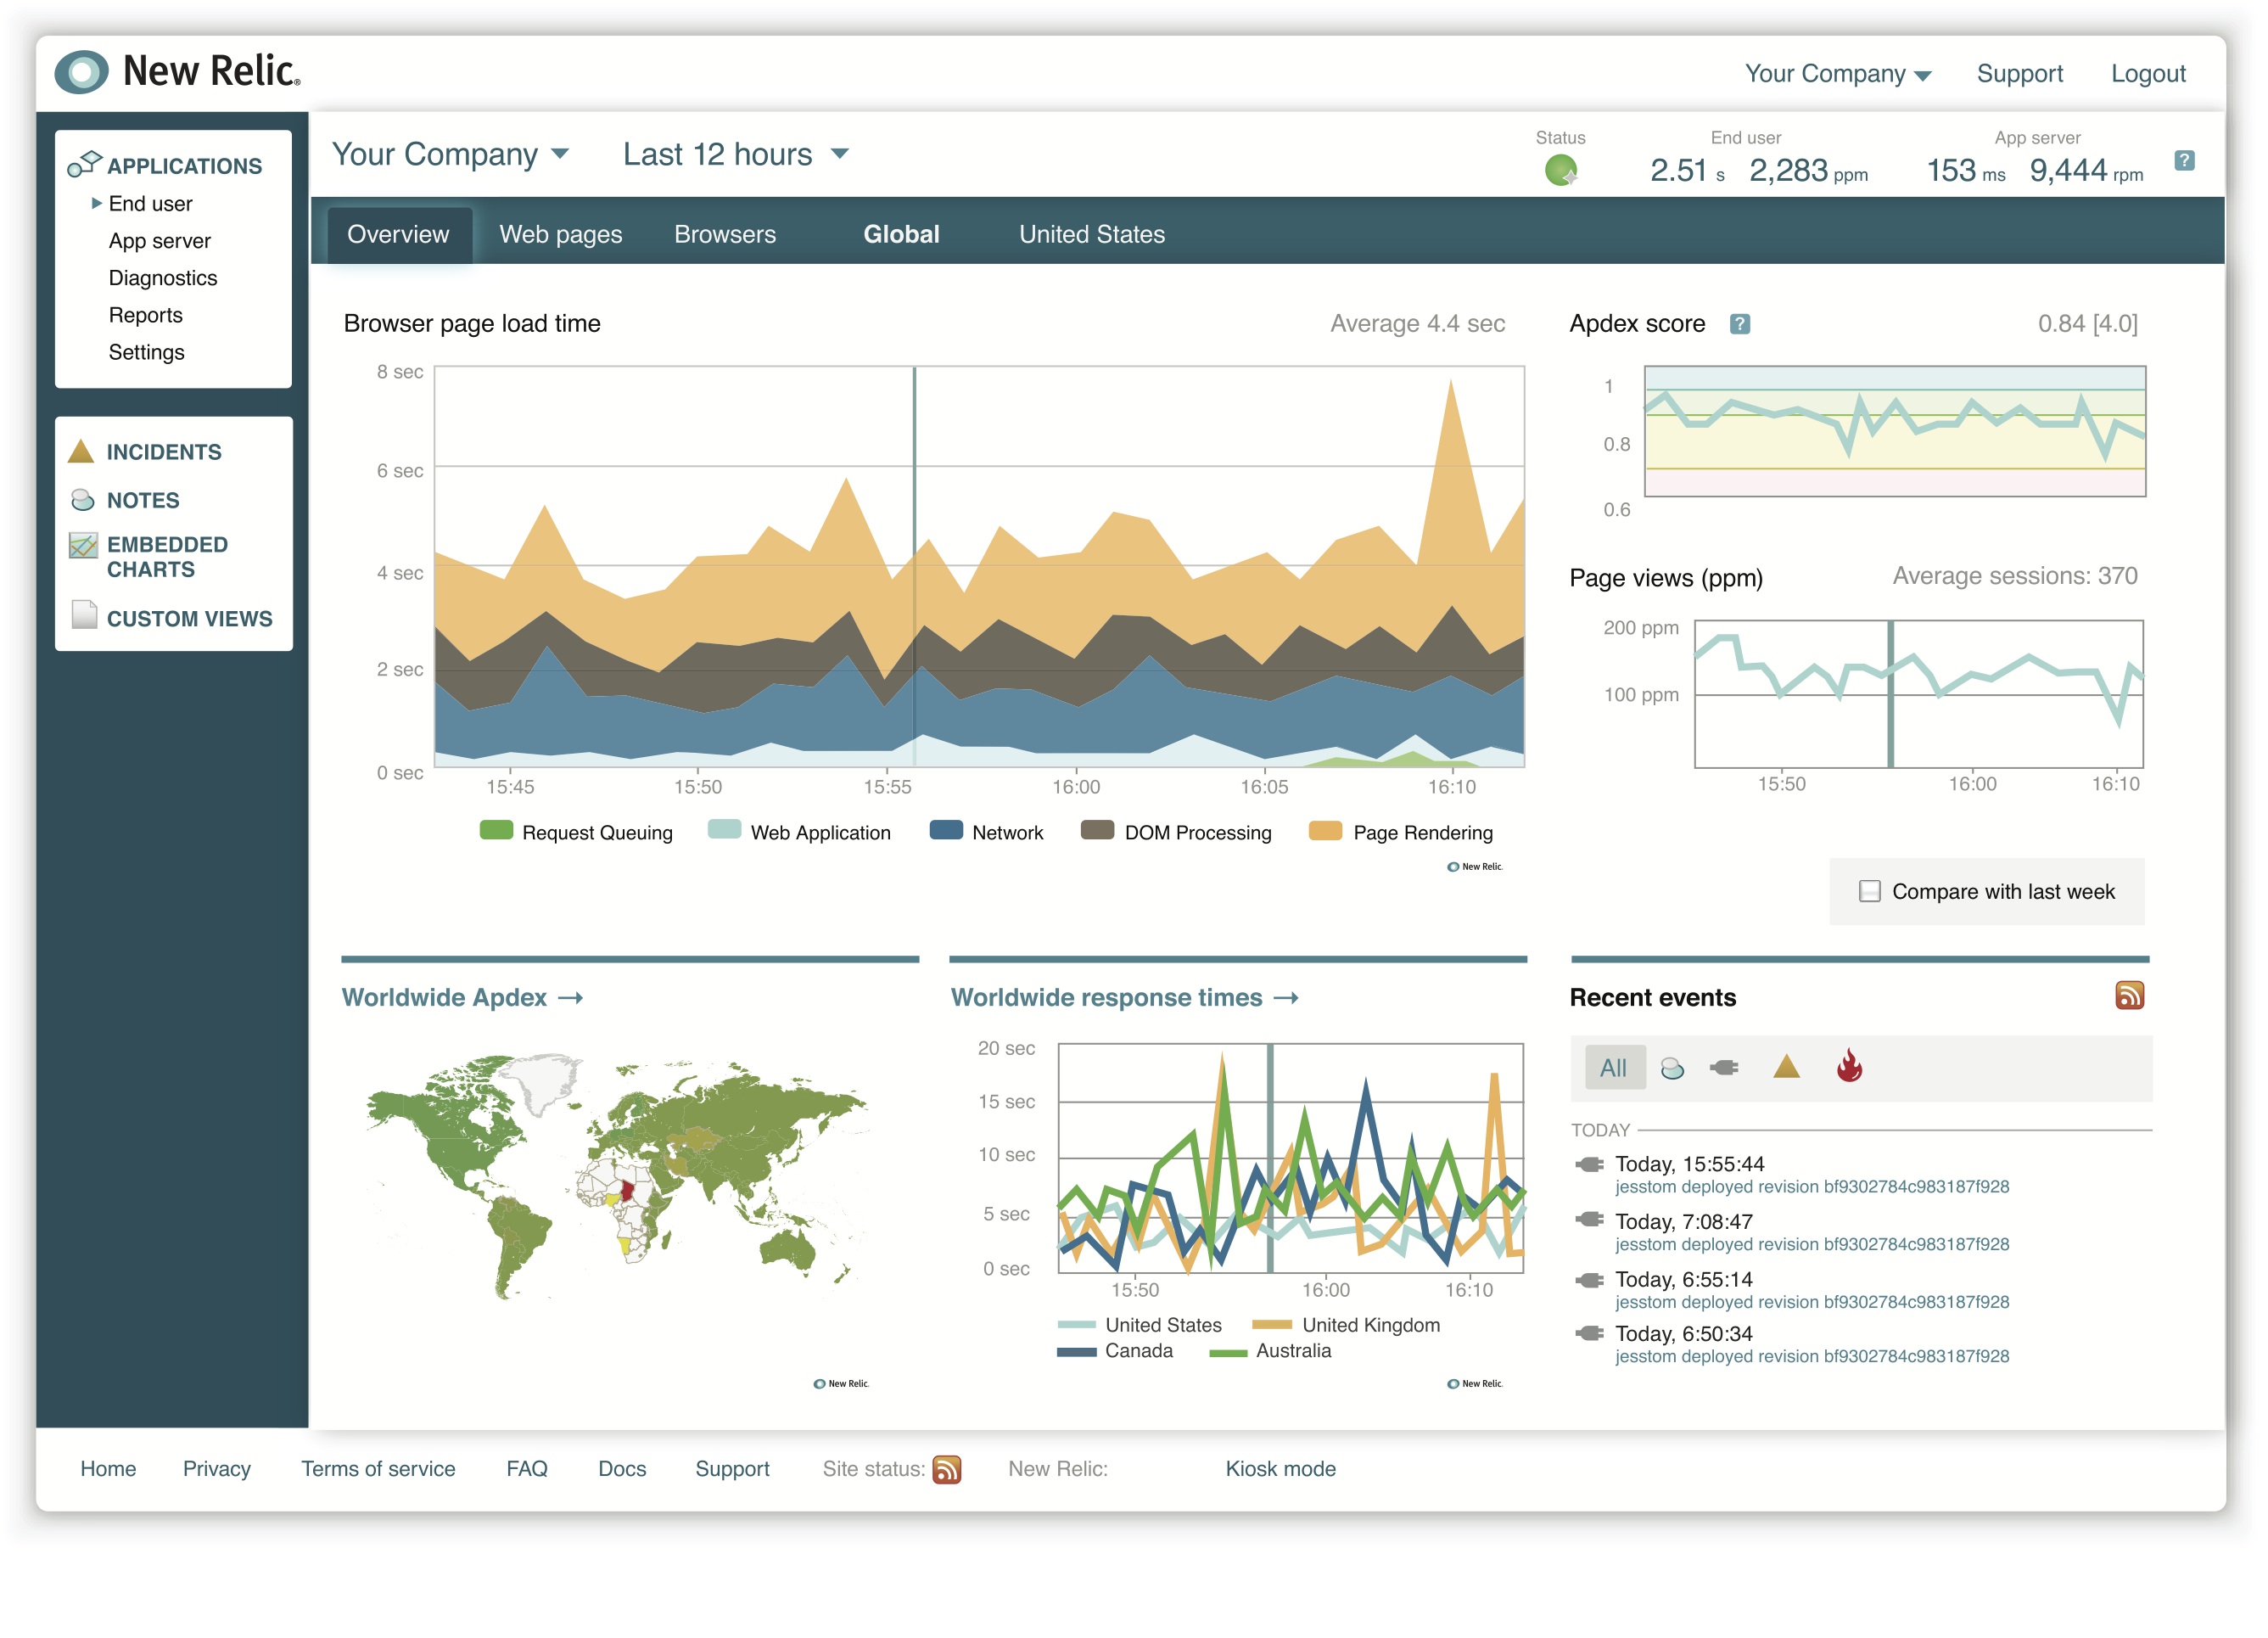 New Relic®
Your Company
Support
Logout
APPLICATIONS
End user
App server
Diagnostics
Reports
Settings
INCIDENTS
NOTES
EMBEDDED
CHARTS
CUSTOM VIEWS
Your Company
Last 12 hours
Status
End user
2.51 s 2,283 ppm
App server
153 ms 9,444 rpm
?
Overview
Web pages
Browsers
Global
United States
Browser page load time
Average 4.4 sec
8 sec
6 sec
4 sec
2 sec
0 sec
15:45
15:50
15:55
16:00
16:05
16:10
Request Queuing
Web Application
Network
DOM Processing
Page Rendering
New Relic.
Apdex score
?
0.84 [4.0]
1
0.8
0.6
Page views (ppm)
Average sessions: 370
200 ppm
100 ppm
15:50
16:00
16:10
Compare with last week
Worldwide Apdex →
New Relic.
Worldwide response times →
20 sec
15 sec
10 sec
5 sec
0 sec
15:50
16:00
16:10
United States
United Kingdom
Canada
Australia
New Relic.
Recent events
All
TODAY
Today, 15:55:44
jesstom deployed revision bf9302784c983187f928
Today, 7:08:47
jesstom deployed revision bf9302784c983187f928
Today, 6:55:14
jesstom deployed revision bf9302784c983187f928
Today, 6:50:34
jesstom deployed revision bf9302784c983187f928
Home
Privacy
Terms of service
FAQ
Docs
Support
Site status:
New Relic:
Kiosk mode